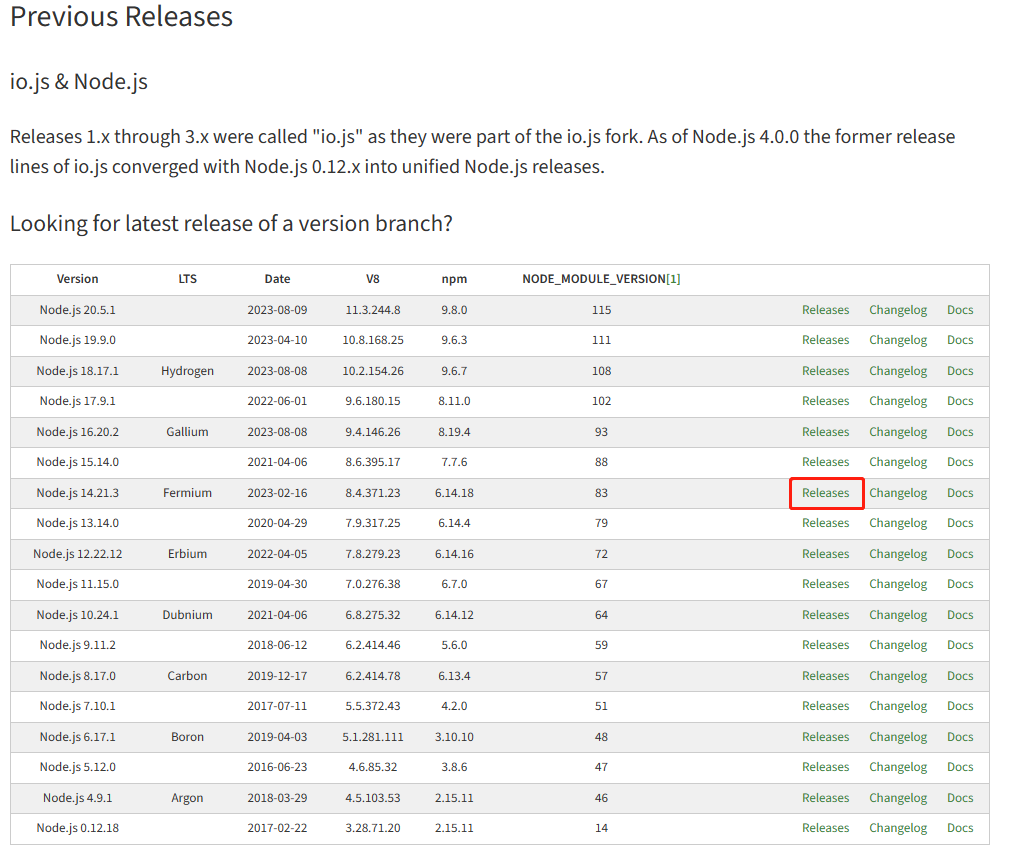 Previous Releases
io.js & Node.js
Releases 1.x through 3.x were called "io.js" as they were part of the io.js fork. As of Node.js 4.0.0 the former release
lines of io.js converged with Node.js 0.12.x into unified Node.js releases.
Looking for latest release of a version branch?
Version LTS Date V8 npm NODE_MODULE_VERSION[1]
Node.js 20.5.1 2023-08-09 11.3.244.8 9.8.0 115 Releases Changelog Docs
Node.js 19.9.0 2023-04-10 10.8.168.25 9.6.3 111 Releases Changelog Docs
Node.js 18.17.1 Hydrogen 2023-08-08 10.2.154.26 9.6.7 108 Releases Changelog Docs
Node.js 17.9.1 2022-06-01 9.6.180.15 8.11.0 102 Releases Changelog Docs
Node.js 16.20.2 Gallium 2023-08-08 9.4.146.26 8.19.4 93 Releases Changelog Docs
Node.js 15.14.0 2021-04-06 8.6.395.17 7.7.6 88 Releases Changelog Docs
Node.js 14.21.3 Fermium 2023-02-16 8.4.371.23 6.14.18 83 Releases Changelog Docs
Node.js 13.14.0 2020-04-29 7.9.317.25 6.14.4 79 Releases Changelog Docs
Node.js 12.22.12 Erbium 2022-04-05 7.8.279.23 6.14.16 72 Releases Changelog Docs
Node.js 11.15.0 2019-04-30 7.0.276.38 6.7.0 67 Releases Changelog Docs
Node.js 10.24.1 Dubnium 2021-04-06 6.8.275.32 6.14.12 64 Releases Changelog Docs
Node.js 9.11.2 2018-06-12 6.2.414.46 5.6.0 59 Releases Changelog Docs
Node.js 8.17.0 Carbon 2019-12-17 6.2.414.78 6.13.4 57 Releases Changelog Docs
Node.js 7.10.1 2017-07-11 5.5.372.43 4.2.0 51 Releases Changelog Docs
Node.js 6.17.1 Boron 2019-04-03 5.1.281.111 3.10.10 48 Releases Changelog Docs
Node.js 5.12.0 2016-06-23 4.6.85.32 3.8.6 47 Releases Changelog Docs
Node.js 4.9.1 Argon 2018-03-29 4.5.103.53 2.15.11 46 Releases Changelog Docs
Node.js 0.12.18 2017-02-22 3.28.71.20 2.15.11 14 Releases Changelog Docs